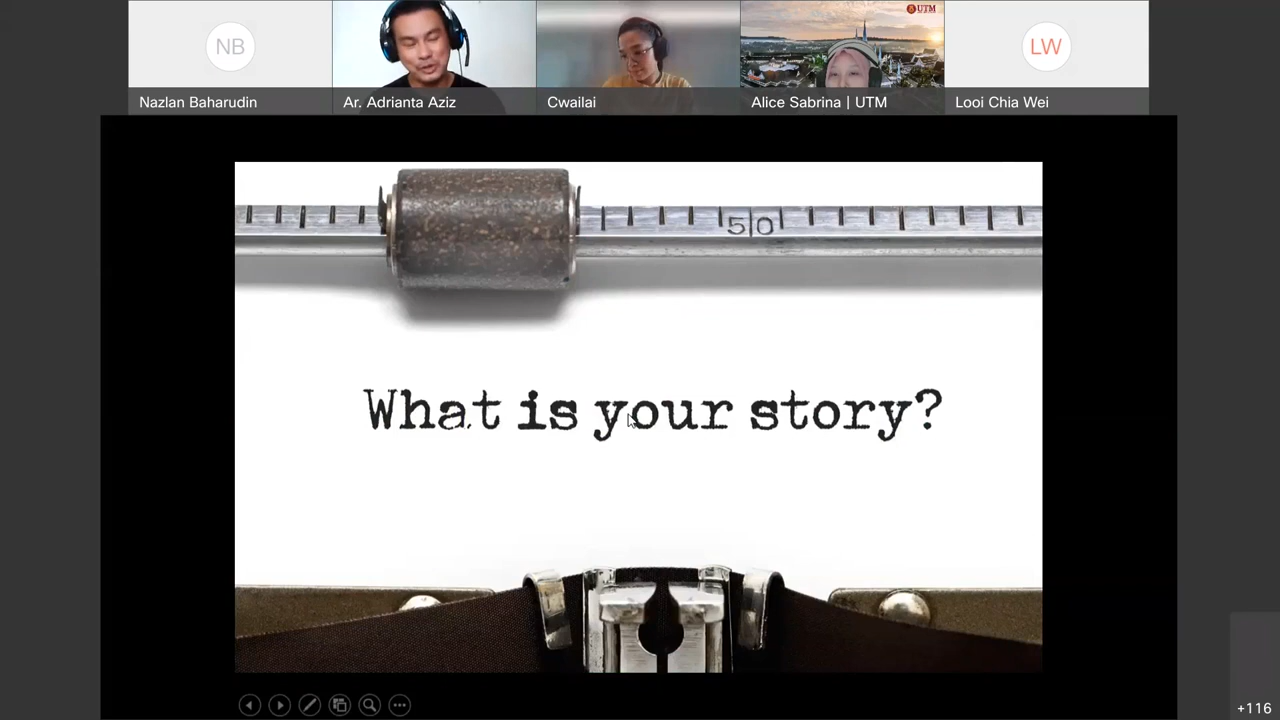 NB
LW
UTM
Nazlan Baharudin
Ar. Adrianta Aziz
Cwailai
Alice Sabrina | UTM
Looi Chia Wei
50
What is your story?
+116